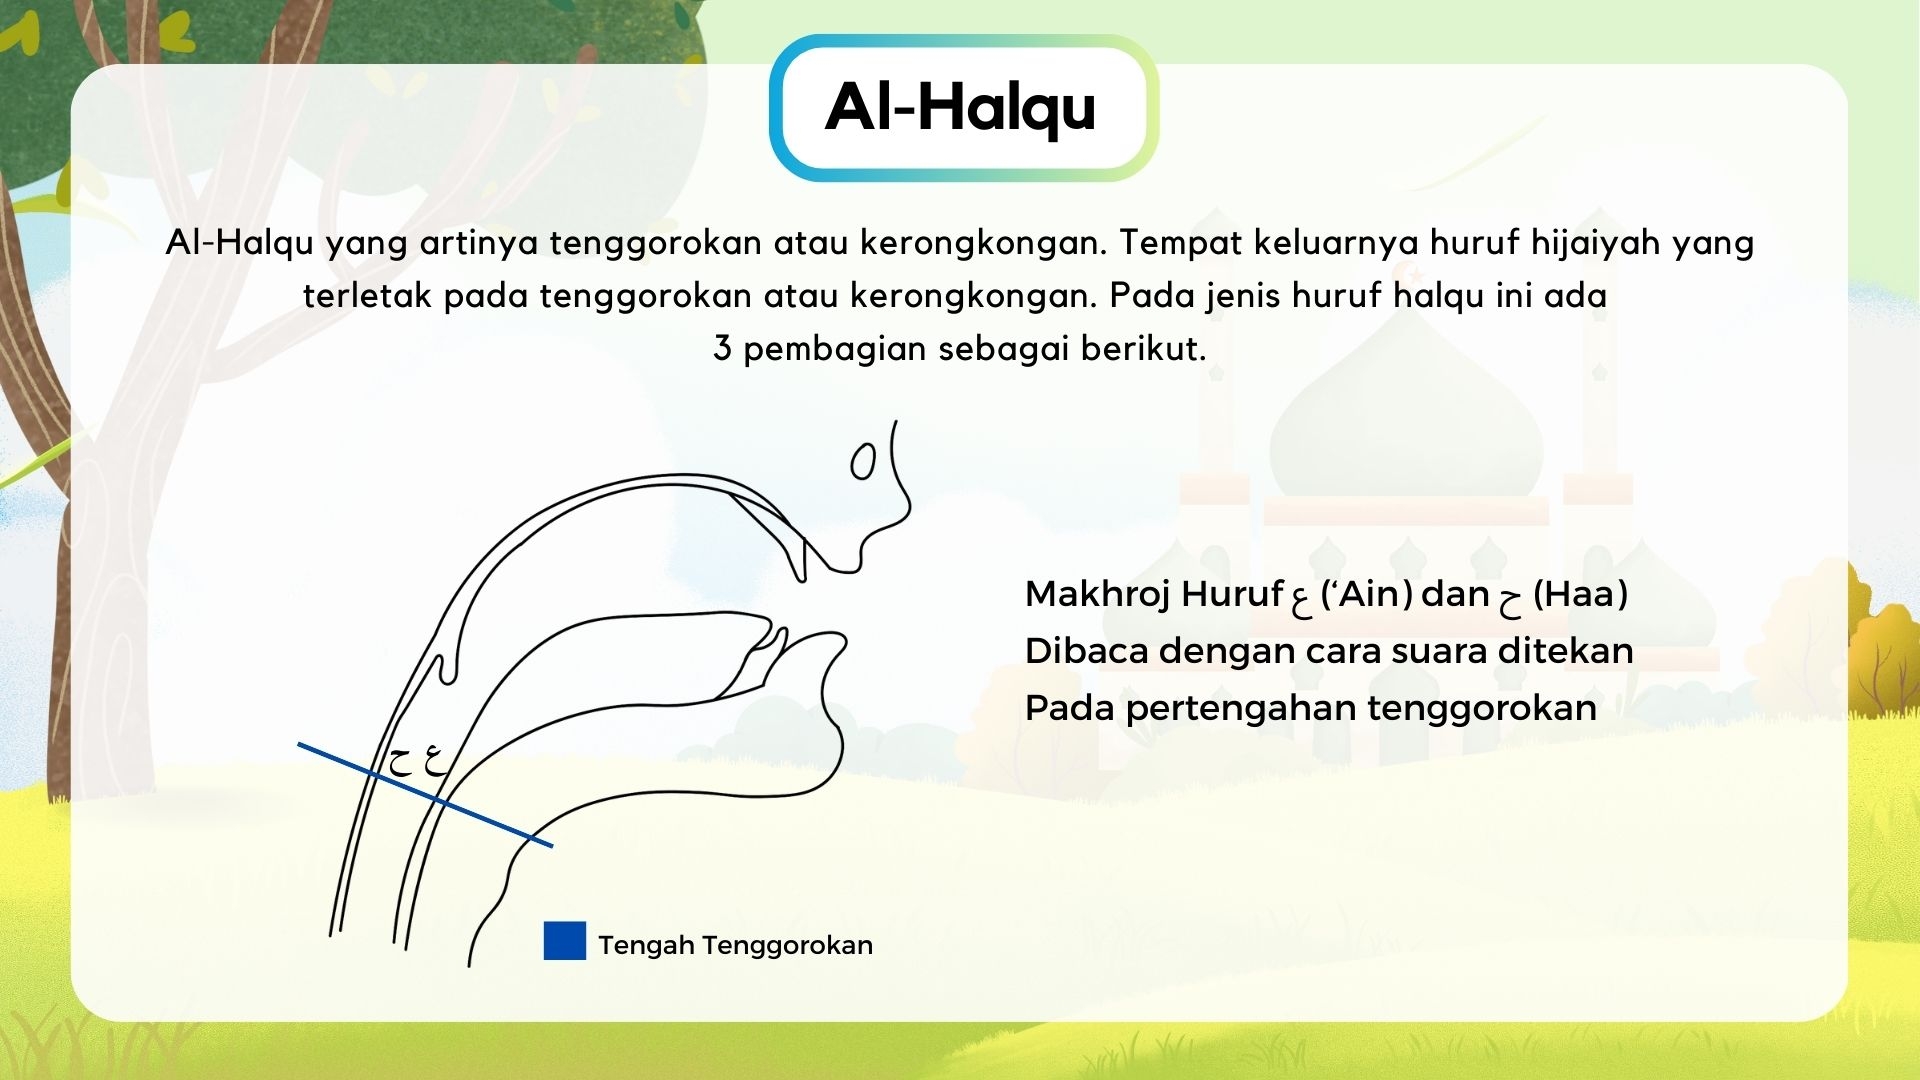 Al-Halqu
Al-Halqu yang artinya tenggorokan atau kerongkongan. Tempat keluarnya huruf hijaiyah yang
terletak pada tenggorokan atau kerongkongan. Pada jenis huruf halqu ini ada
3 pembagian sebagai berikut.
Makhroj Huruf ع (‘Ain) dan ح (Haa)
Dibaca dengan cara suara ditekan
Pada pertengahan tenggorokan
ح ع
Tengah Tenggorokan